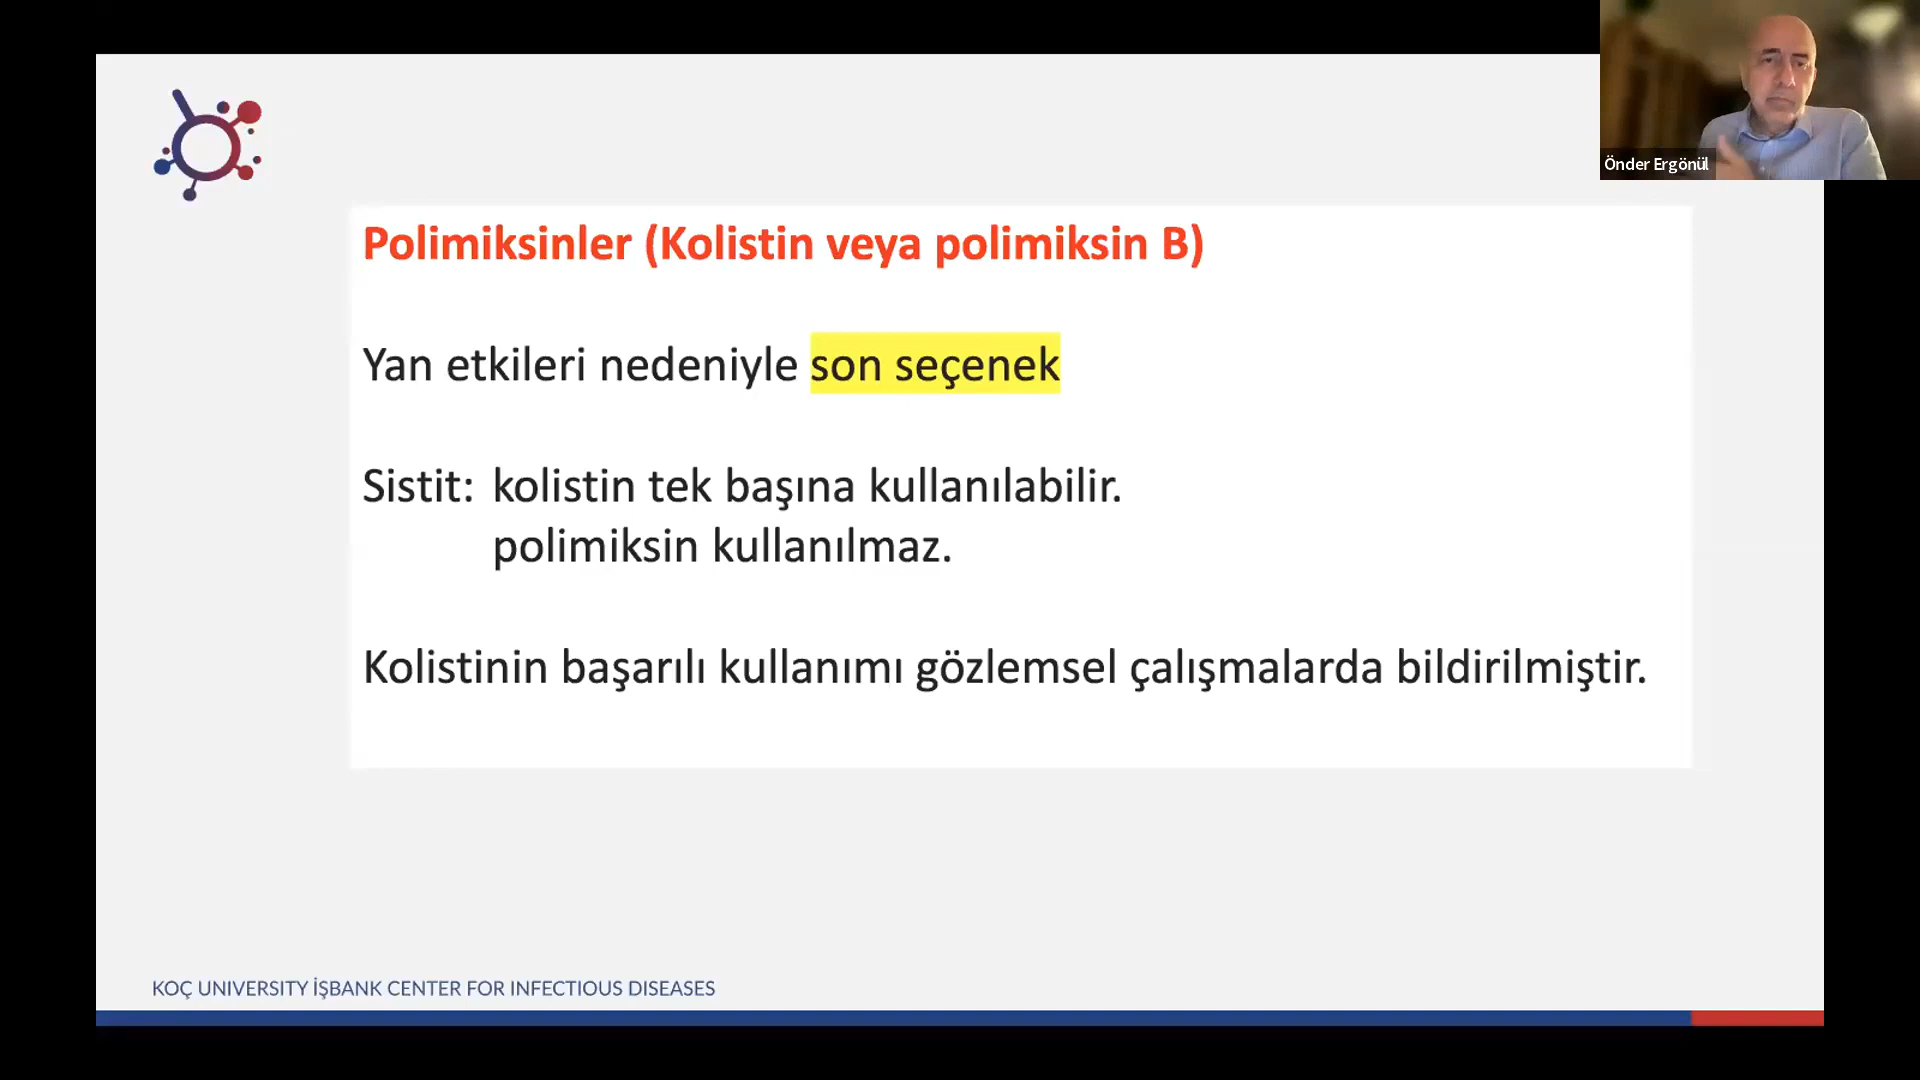 Önder Ergönül
Polimiksinler (Kolistin veya polimiksin B)
Yan etkileri nedeniyle son seçenek
Sistit: kolistin tek başına kullanılabilir.
polimiksin kullanılmaz.
Kolistinin başarılı kullanımı gözlemsel çalışmalarda bildirilmiştir.
KOÇ UNIVERSITY İŞBANK CENTER FOR INFECTIOUS DISEASES